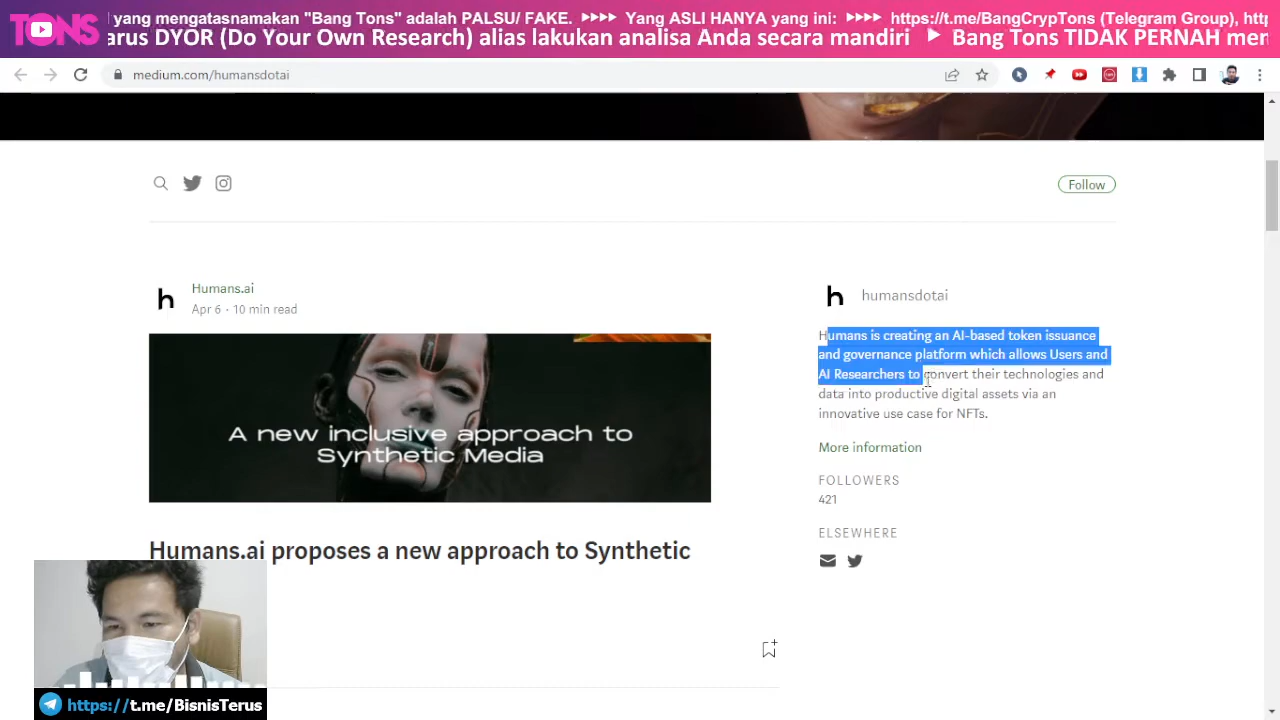 TONS
yang mengatasnamakan "Bang Tons" adalah PALSU/ FAKE. ▸▸▸▸ Yang ASLI HANYA yang ini: ▸▸▸▸ https://t.me/BangCrypTons (Telegram Group),
arus DYOR (Do Your Own Research) alias lakukan analisa Anda secara mandiri ▶ Bang Tons TIDAK PERNAH
medium.com/humansdotai
Follow
h
Humans.ai
Apr 6 · 10 min read
A new inclusive approach to
Synthetic Media
Humans.ai proposes a new approach to Synthetic
h humansdotai
Humans is creating an AI-based token issuance
and governance platform which allows Users and
AI Researchers to convert their technologies and
data into productive digital assets via an
innovative use case for NFTs.
More information
FOLLOWERS
421
ELSEWHERE
https://t.me/BisnisTerus